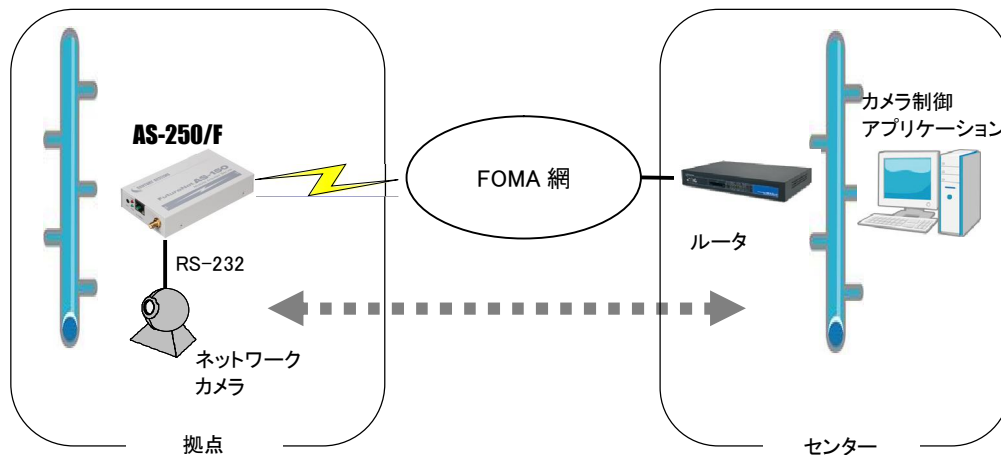 AS-250/F
RS-232
ネットワーク
カメラ
拠点
FOMA 網
ルータ
カメラ制御
アプリケーション
センター